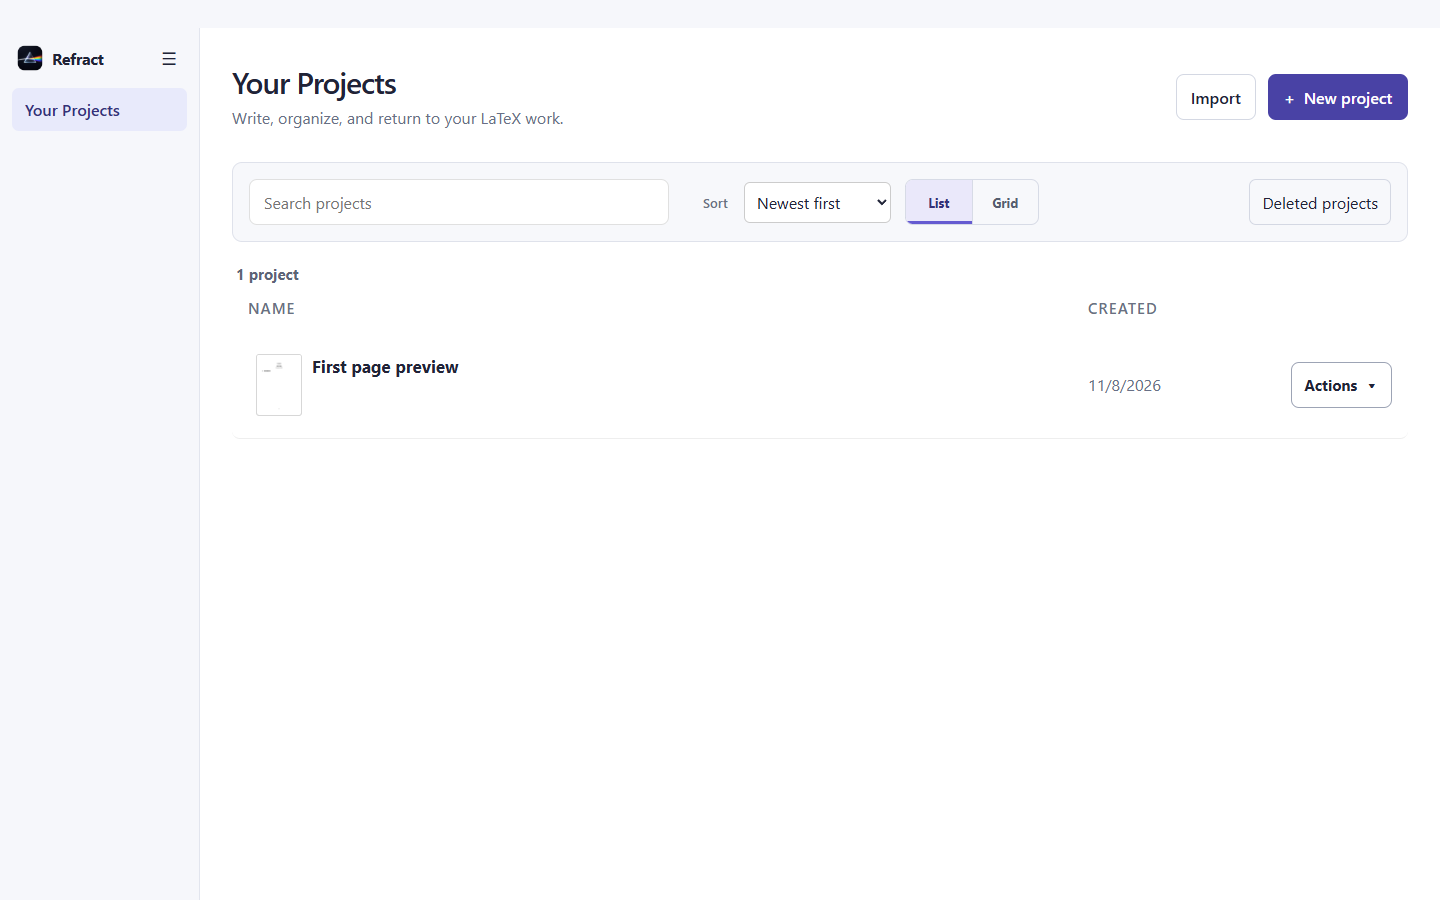 Refract
Your Projects
Your Projects
Write, organize, and return to your LaTeX work.
Import
+ New project
Search projects
Sort
Newest first
List
Grid
Deleted projects
1 project
NAME
CREATED
First page preview
11/8/2026
Actions